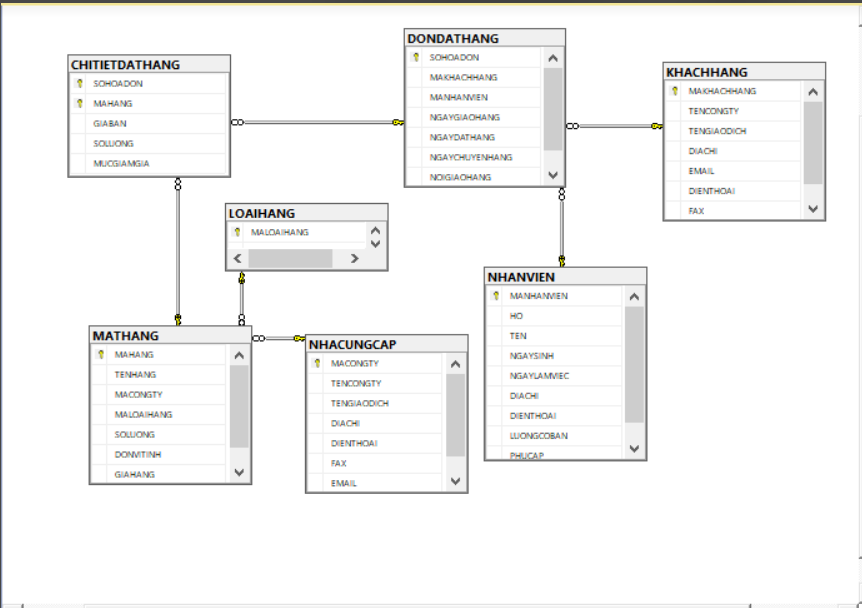 CHITIETDATHANG
SOHOADON
MAHANG
GIABAN
SOLUONG
MUCGIAMGIA
DONDATHANG
SOHOADON
MAKHACHHANG
MANHANVIEN
NGAYGIAOHANG
NGAYDATHANG
NGAYCHUYENHANG
NOIGIAOHANG
KHACHHANG
MAKHACHHANG
TENCONGTY
TENGIAODICH
DIACHI
EMAIL
DIENTHOAI
FAX
LOAIHANG
MALOAIHANG
MATHANG
MAHANG
TENHANG
MACONGTY
MALOAIHANG
SOLUONG
DONVITINH
GIAHANG
NHACUNGCAP
MACONGTY
TENCONGTY
TENGIAODICH
DIACHI
DIENTHOAI
FAX
EMAIL
NHANVIEN
MANHANVIEN
HO
TEN
NGAYSINH
NGAYLAMVIEC
DIACHI
DIENTHOAI
LUONGCOBAN
PHUCAP